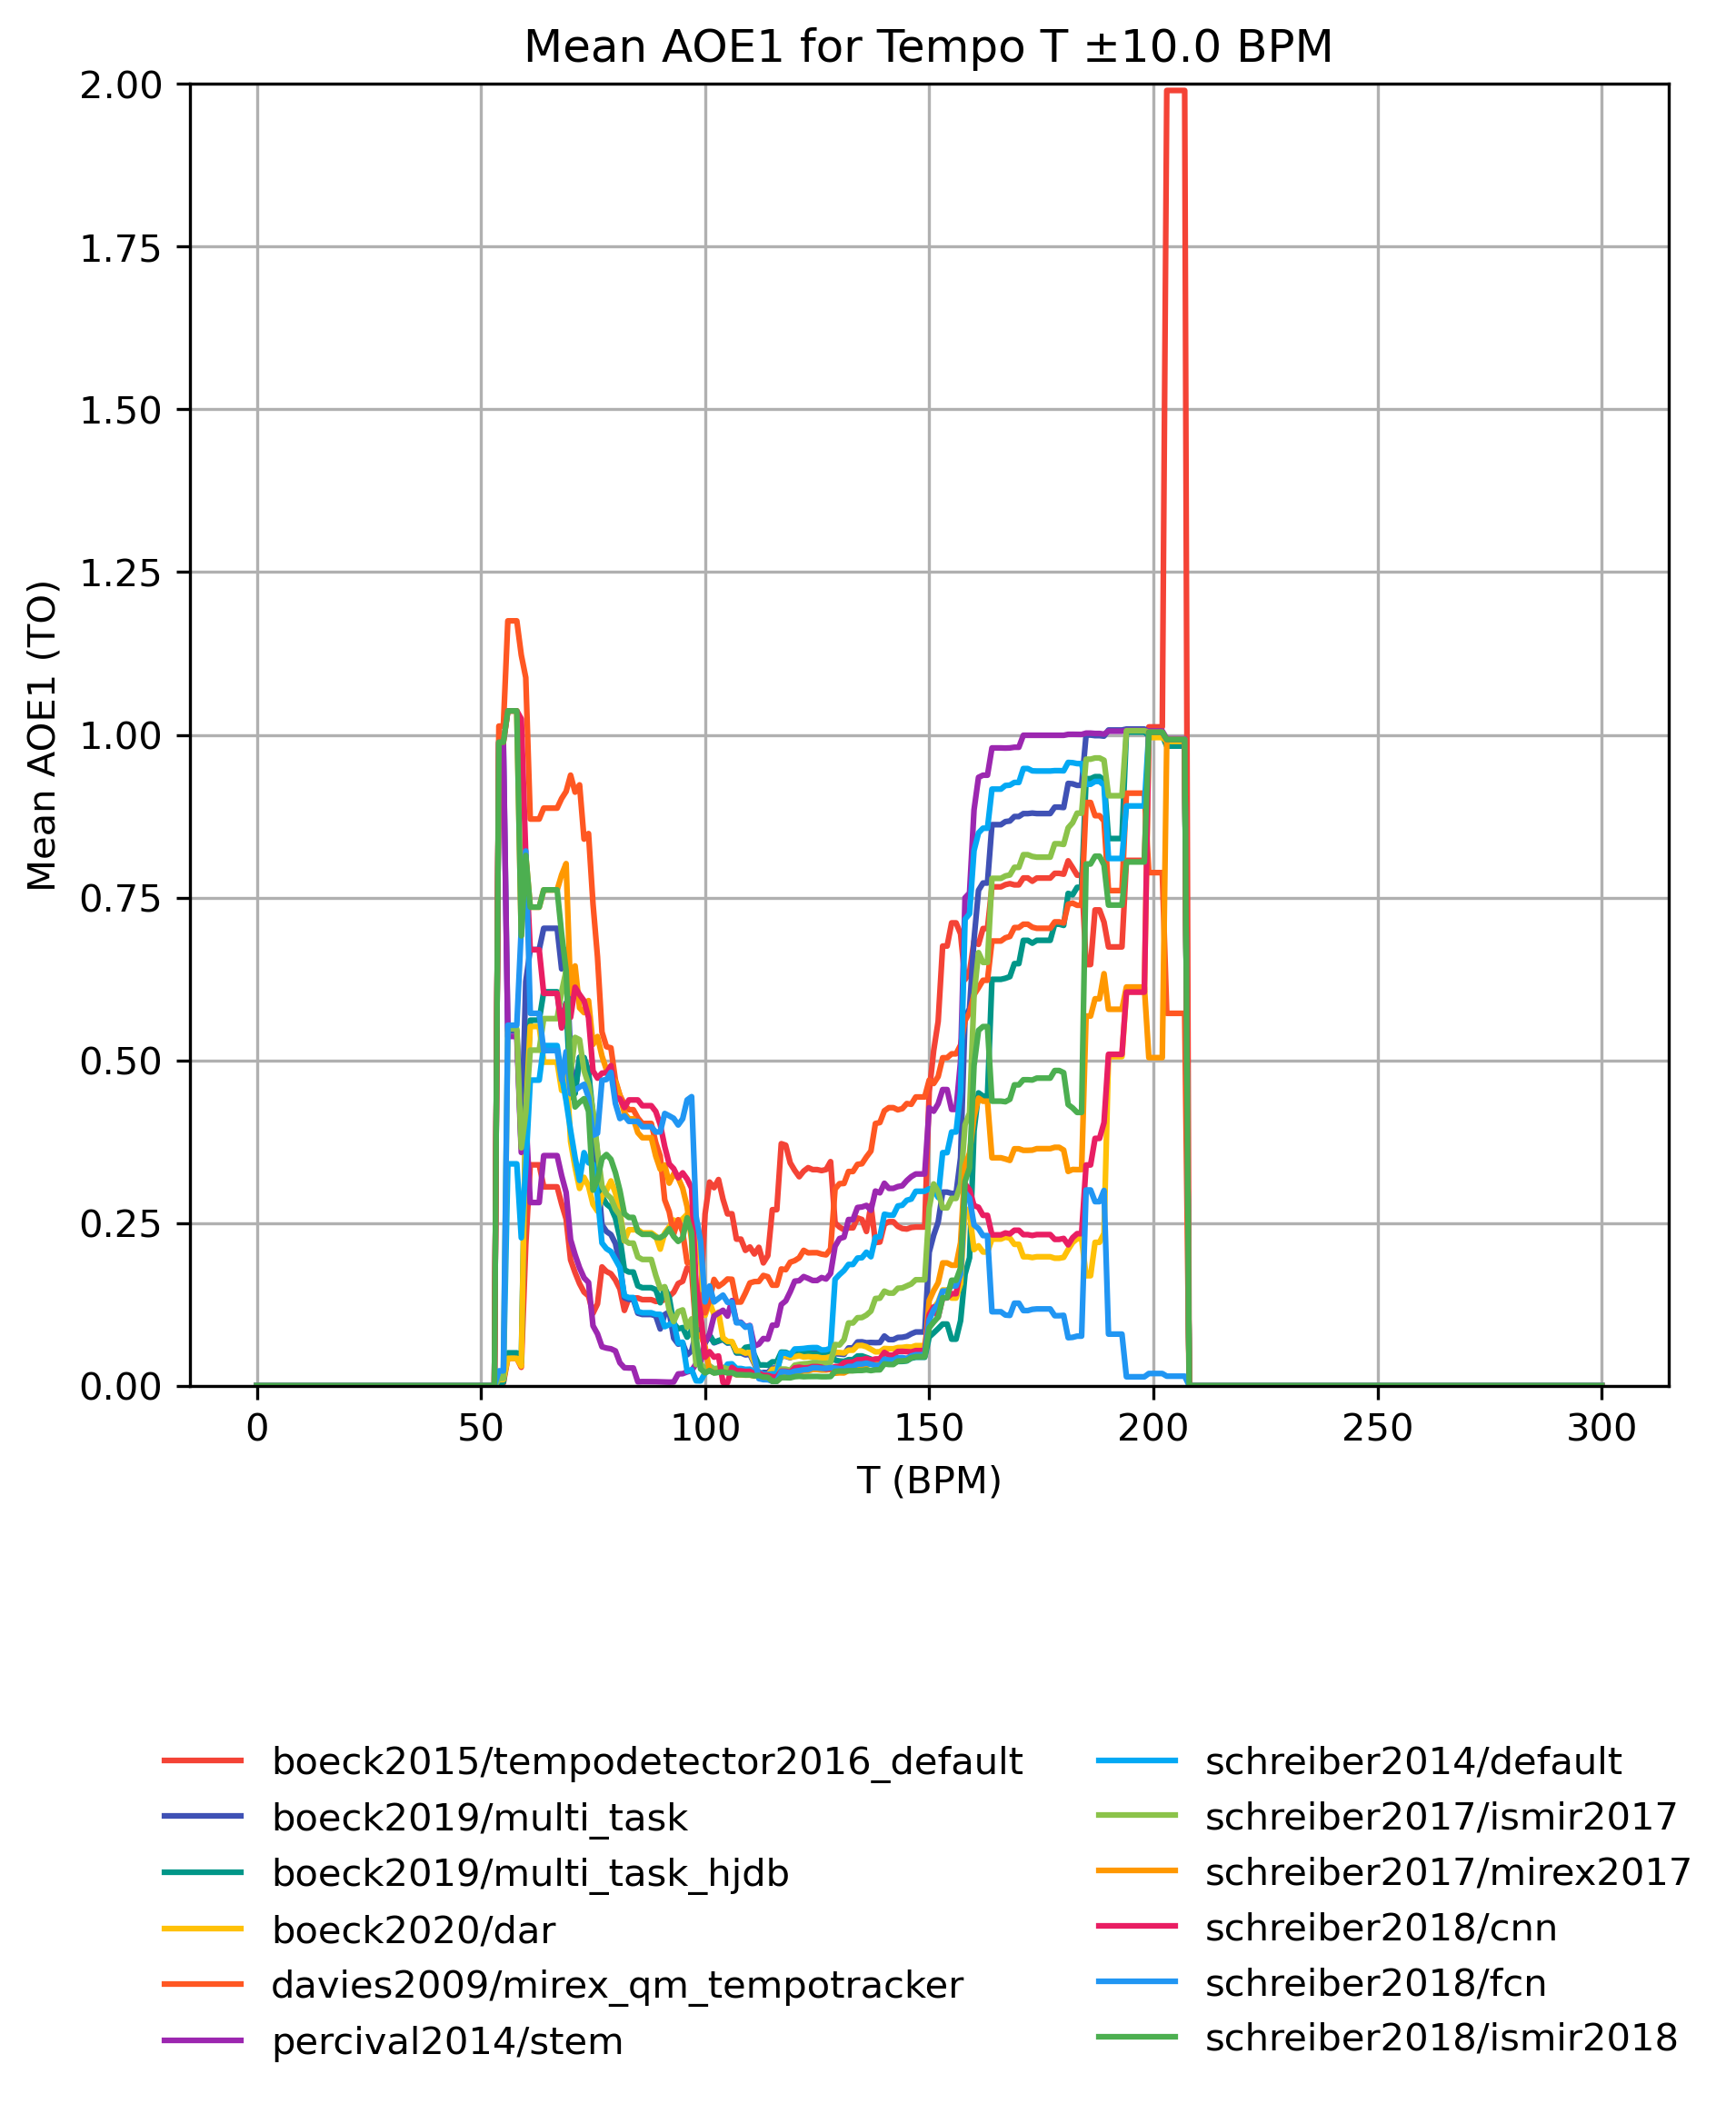 Mean AOE1 for Tempo T ±10.0 BPM
2.00
1.75
1.50
1.25
1.00
0.75
0.50
0.25
0.00
Mean AOE1 (TO)
0 50 100 150 200 250 300
T (BPM)
boeck2015/tempodetector2016_default
boeck2019/multi_task
boeck2019/multi_task_hjdb
boeck2020/dar
davies2009/mirex_qm_tempotracker
percival2014/stem
schreiber2014/default
schreiber2017/ismir2017
schreiber2017/mirex2017
schreiber2018/cnn
schreiber2018/fcn
schreiber2018/ismir2018